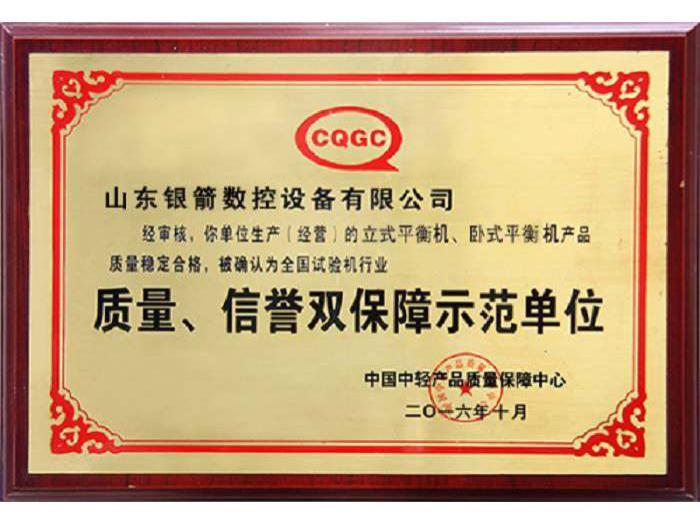 CQGC
山东银箭数控设备有限公司
经审核,你单位生产(经营)的立式平衡机、卧式平衡机产品
质量稳定合格,被确认为全国试验机行业
质量、信誉双保障示范单位
中国中轻产品质量保障中心
二〇一六年十月